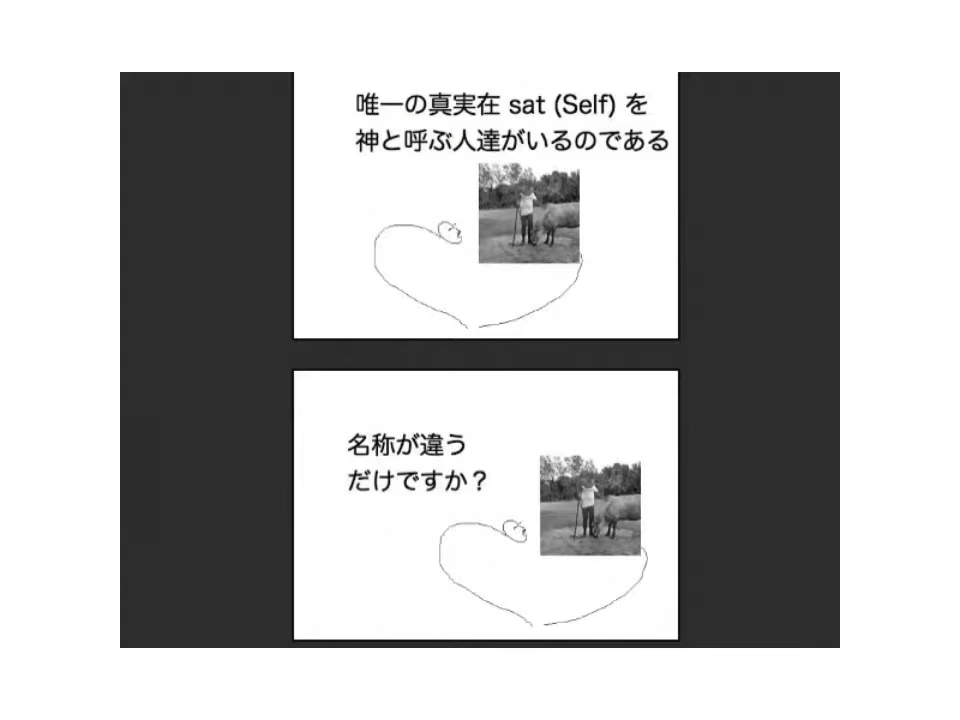 唯一の真実在 sat (Self) を
神と呼ぶ人達がいるのである
名称が違う
だけですか？